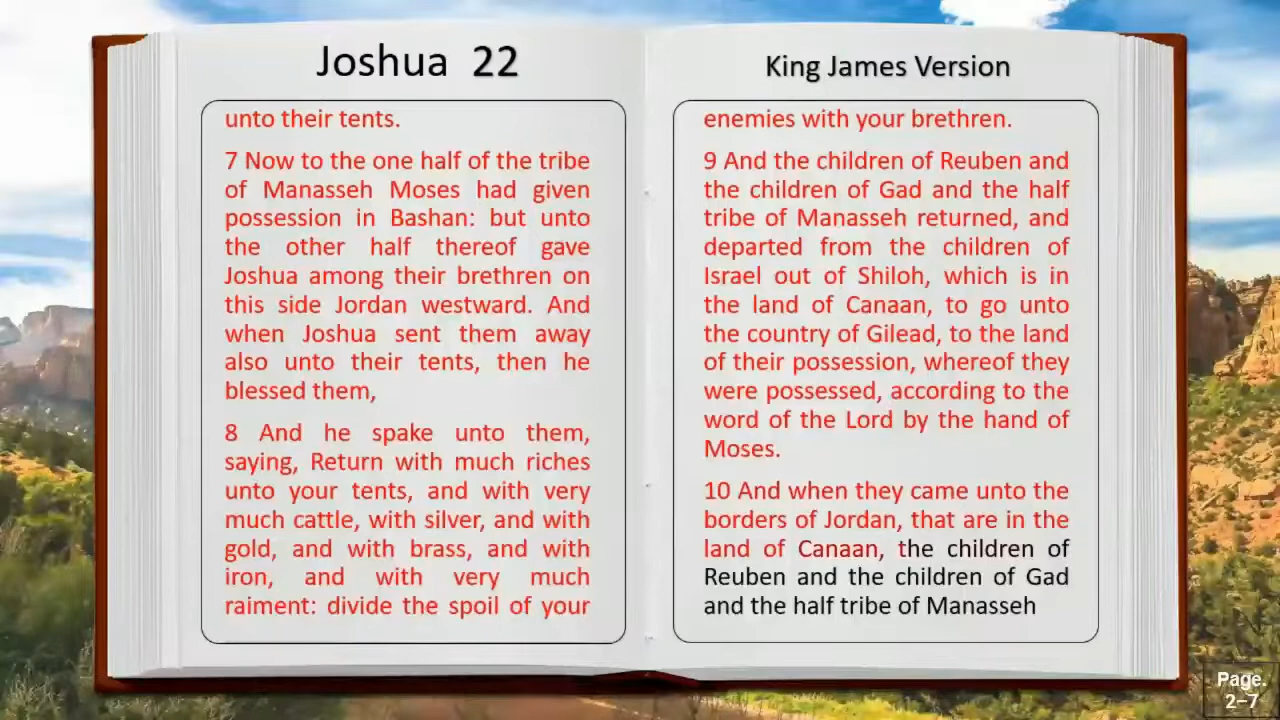 Joshua 22
unto their tents.
7 Now to the one half of the tribe
of Manasseh Moses had given
possession in Bashan: but unto
the other half thereof gave
Joshua among their brethren on
this side Jordan westward. And
when Joshua sent them away
also unto their tents, then he
blessed them,
8 And he spake unto them,
saying, Return with much riches
unto your tents, and with very
much cattle, with silver, and with
gold, and with brass, and with
iron, and with very much
raiment: divide the spoil of your
King James Version
enemies with your brethren.
9 And the children of Reuben and
the children of Gad and the half
tribe of Manasseh returned, and
departed from the children of
Israel out of Shiloh, which is in
the land of Canaan, to go unto
the country of Gilead, to the land
of their possession, whereof they
were possessed, according to the
word of the Lord by the hand of
Moses.
10 And when they came unto the
borders of Jordan, that are in the
land of Canaan, the children of
Reuben and the children of Gad
and the half tribe of Manasseh
Page.
2-7